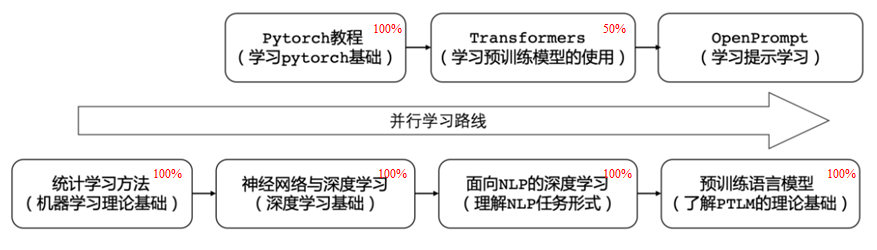 Pytorch教程 100%
(学习pytorch基础)
Transformers 50%
(学习预训练模型的使用)
OpenPrompt
(学习提示学习)
并行学习路线
统计学习方法 100%
(机器学习理论基础)
神经网络与深度学习 100%
(深度学习基础)
面向NLP的深度学习 100%
(理解NLP任务形式)
预训练语言模型 100%
(了解PTLM的理论基础)